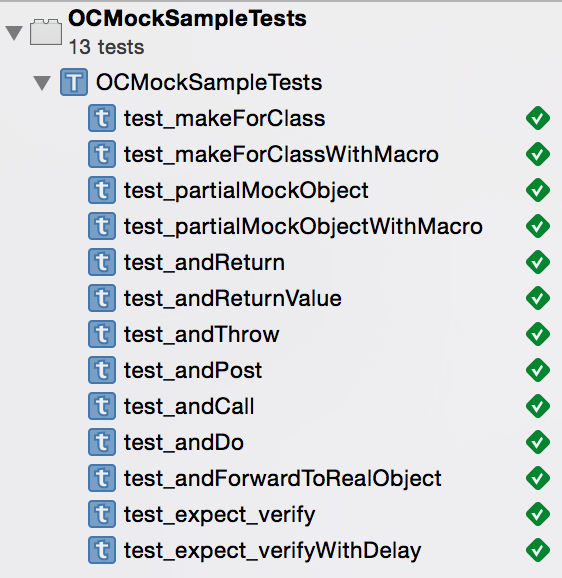 OCMockSampleTests
13 tests
T OCMockSampleTests
t test_makeForClass
t test_makeForClassWithMacro
t test_partialMockObject
t test_partialMockObjectWithMacro
t test_andReturn
t test_andReturnValue
t test_andThrow
t test_andPost
t test_andCall
t test_andDo
t test_andForwardToRealObject
t test_expect_verify
t test_expect_verifyWithDelay